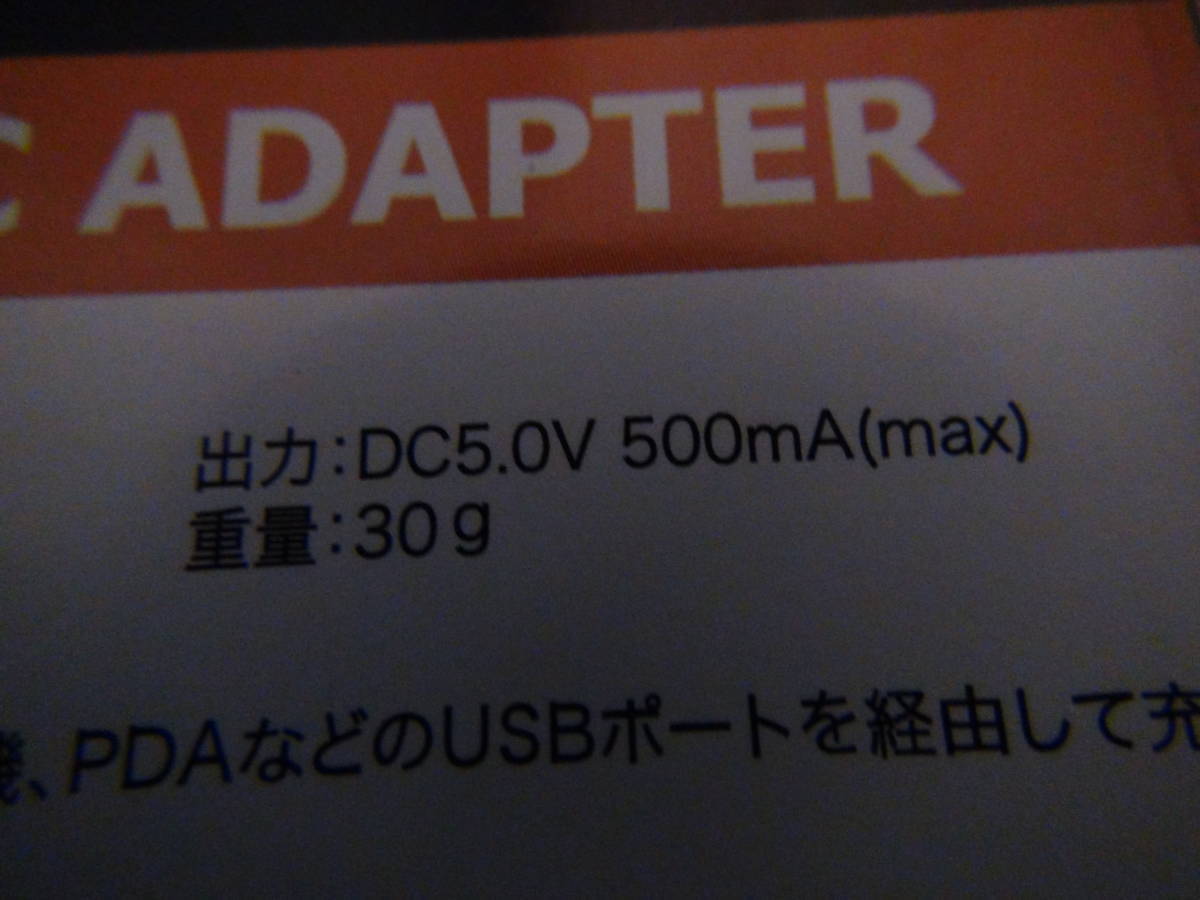 ADAPTER
出力：DC5.0V 500mA(max)
重量：30g
、PDAなどのUSBポートを経由して充